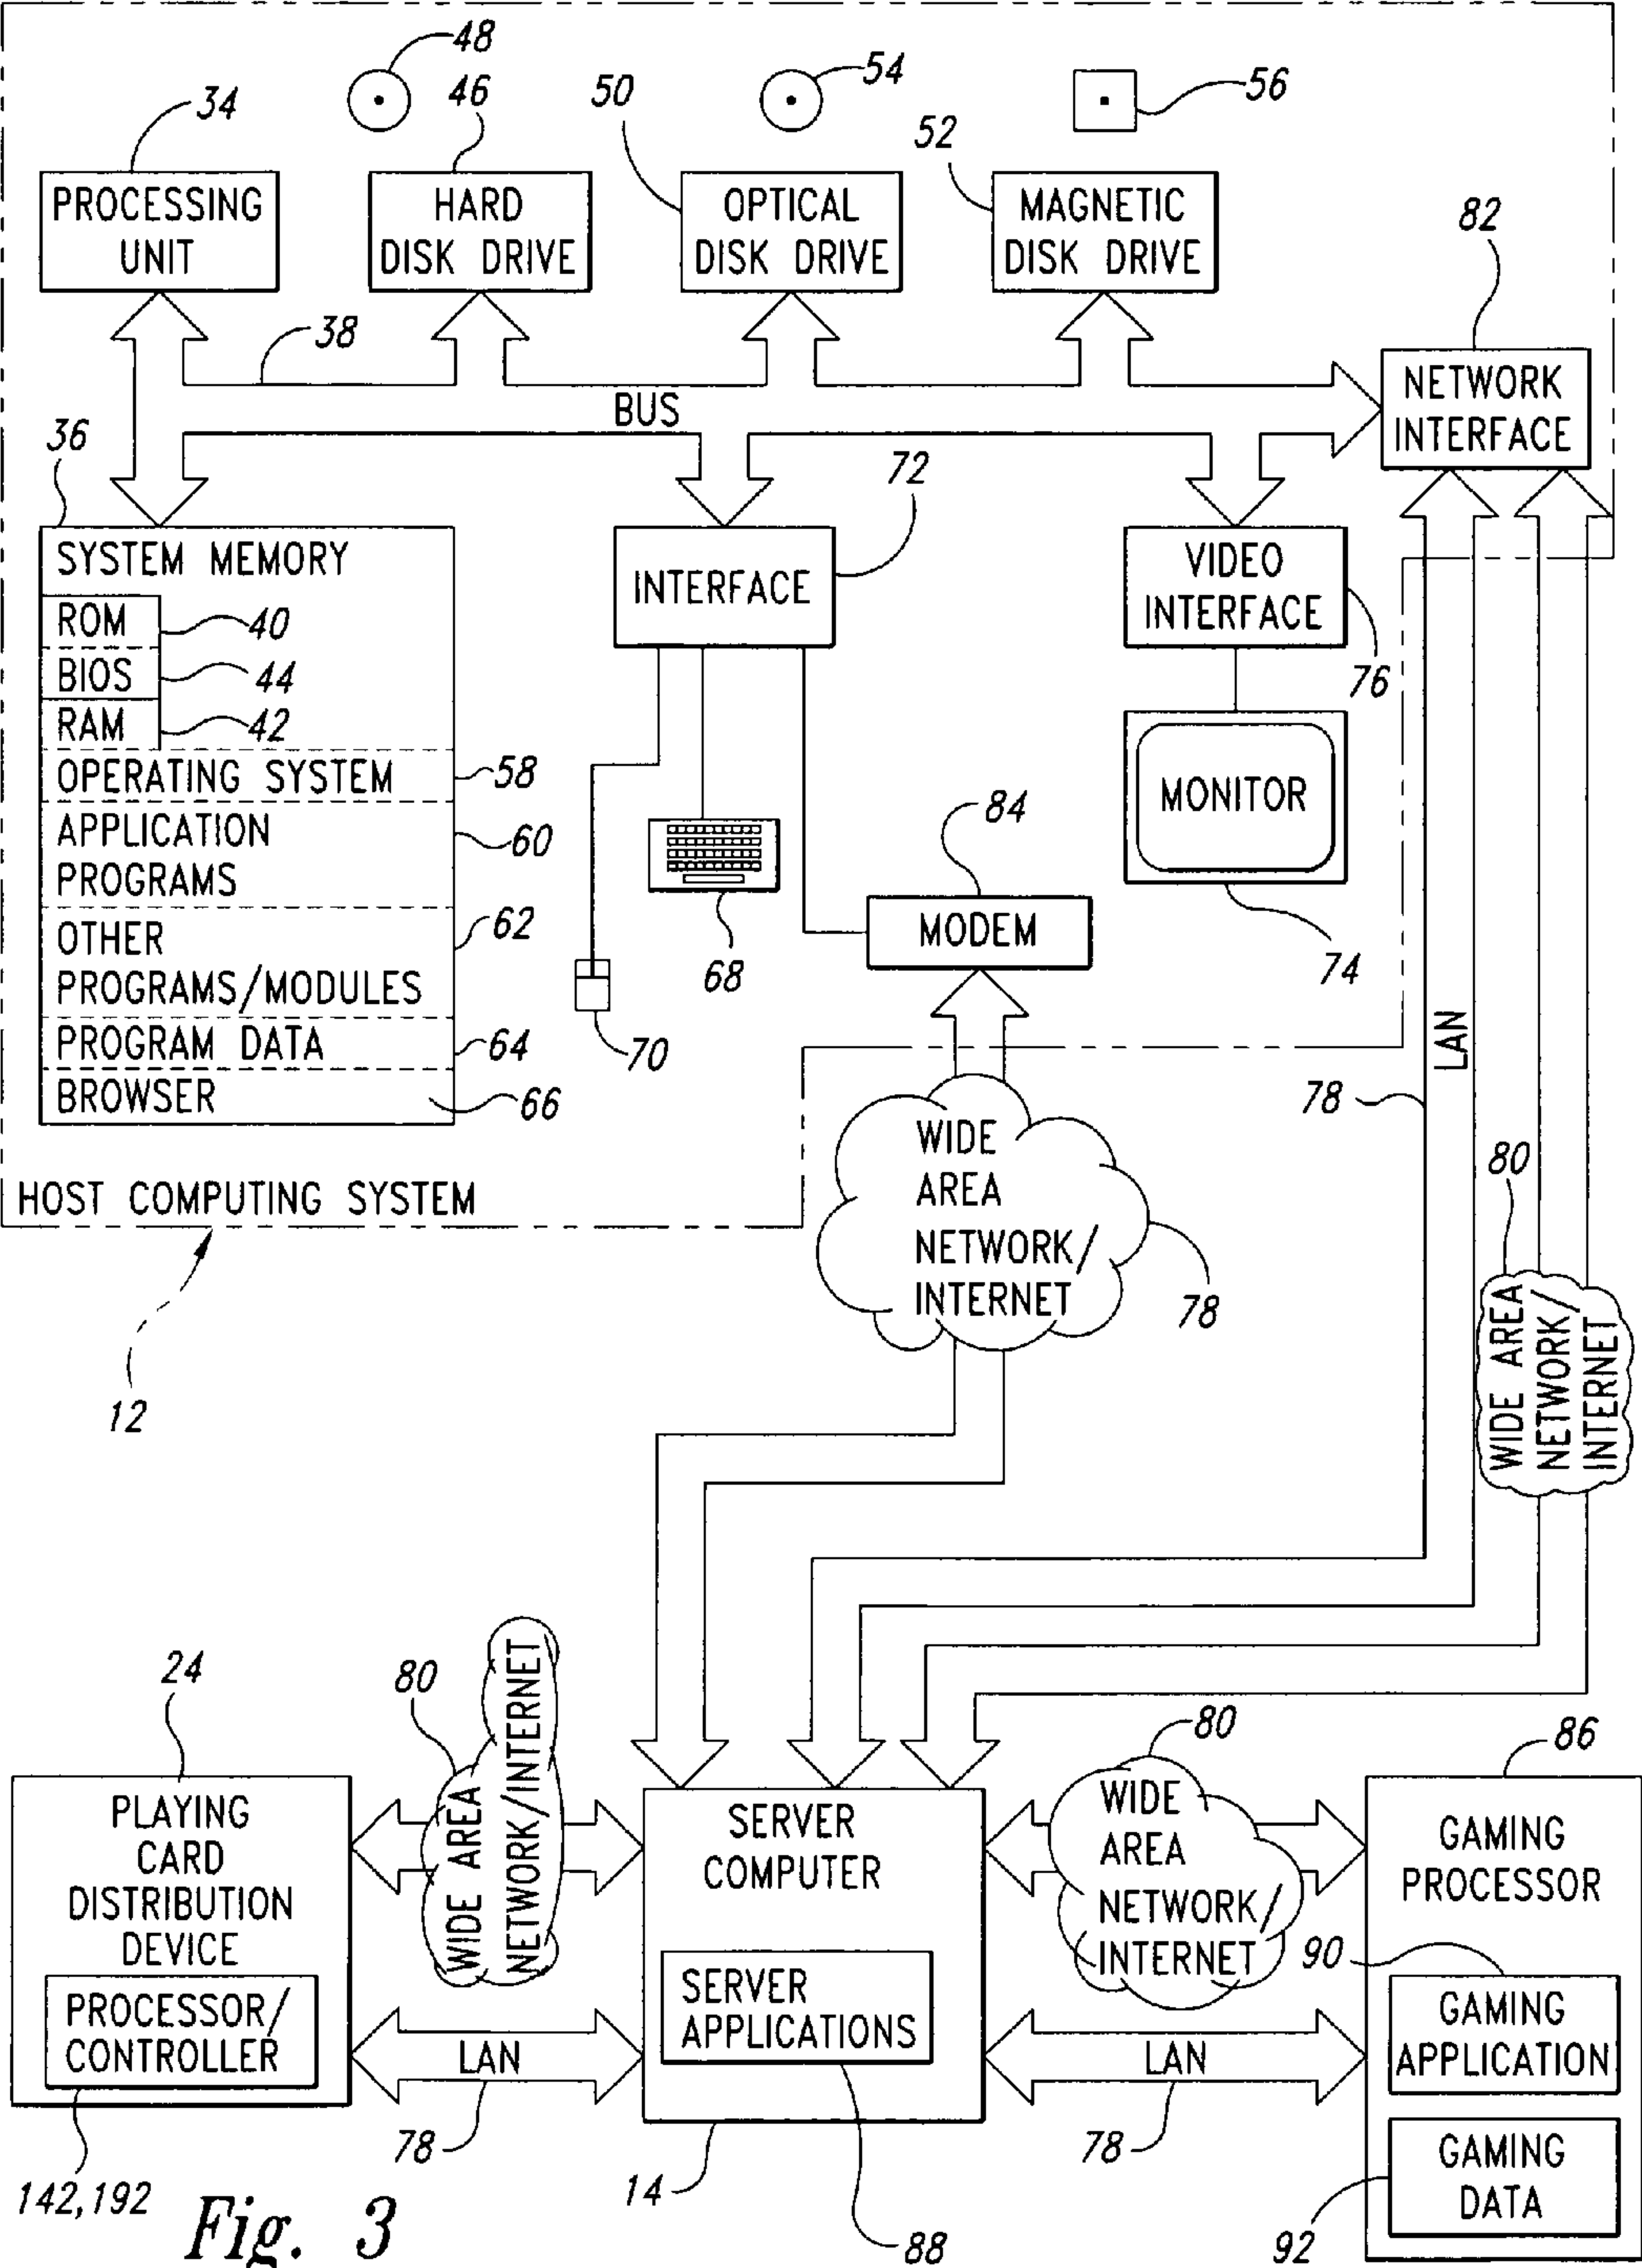 48
54
56
34
46
50
52
82
PROCESSING
UNIT
HARD
DISK DRIVE
OPTICAL
DISK DRIVE
MAGNETIC
DISK DRIVE
NETWORK
INTERFACE
38
BUS
36
72
SYSTEM MEMORY
ROM
40
BIOS
44
RAM
42
OPERATING SYSTEM
58
APPLICATION
PROGRAMS
60
OTHER
PROGRAMS/MODULES
62
PROGRAM DATA
64
BROWSER
66
INTERFACE
VIDEO
INTERFACE
76
MONITOR
74
84
MODEM
68
70
LAN
78
80
HOST COMPUTING SYSTEM
12
WIDE
AREA
NETWORK/
INTERNET
78
WIDE AREA
NETWORK/
INTERNET
24
80
WIDE AREA
NETWORK/INTERNET
80
86
PLAYING
CARD
DISTRIBUTION
DEVICE
PROCESSOR/
CONTROLLER
142,192
LAN
78
SERVER
COMPUTER
SERVER
APPLICATIONS
14
88
WIDE
AREA
NETWORK/
INTERNET
LAN
78
GAMING
PROCESSOR
90
GAMING
APPLICATION
GAMING
DATA
92
Fig. 3